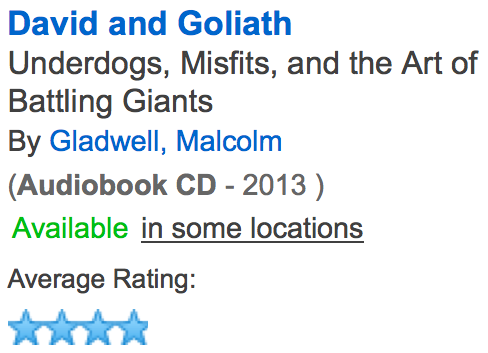 David and Goliath
Underdogs, Misfits, and the Art of
Battling Giants
By Gladwell, Malcolm
(Audiobook CD - 2013 )
Available in some locations
Average Rating: